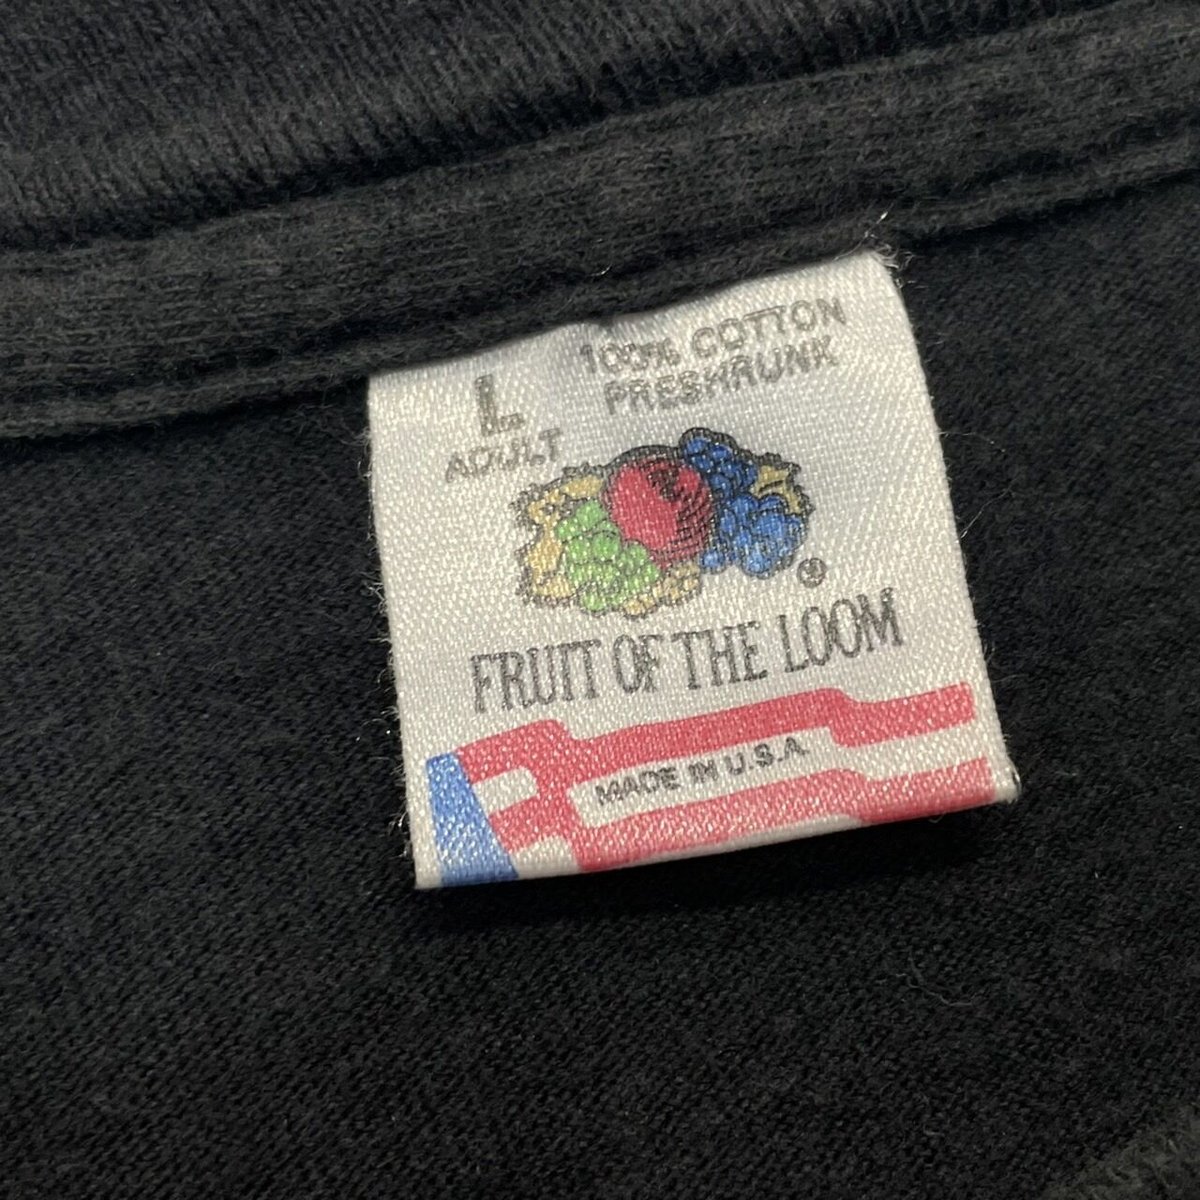 L
ADULT
100% COTTON
PRESHRUNK
®
FRUIT OF THE LOOM
MADE IN U.S.A.